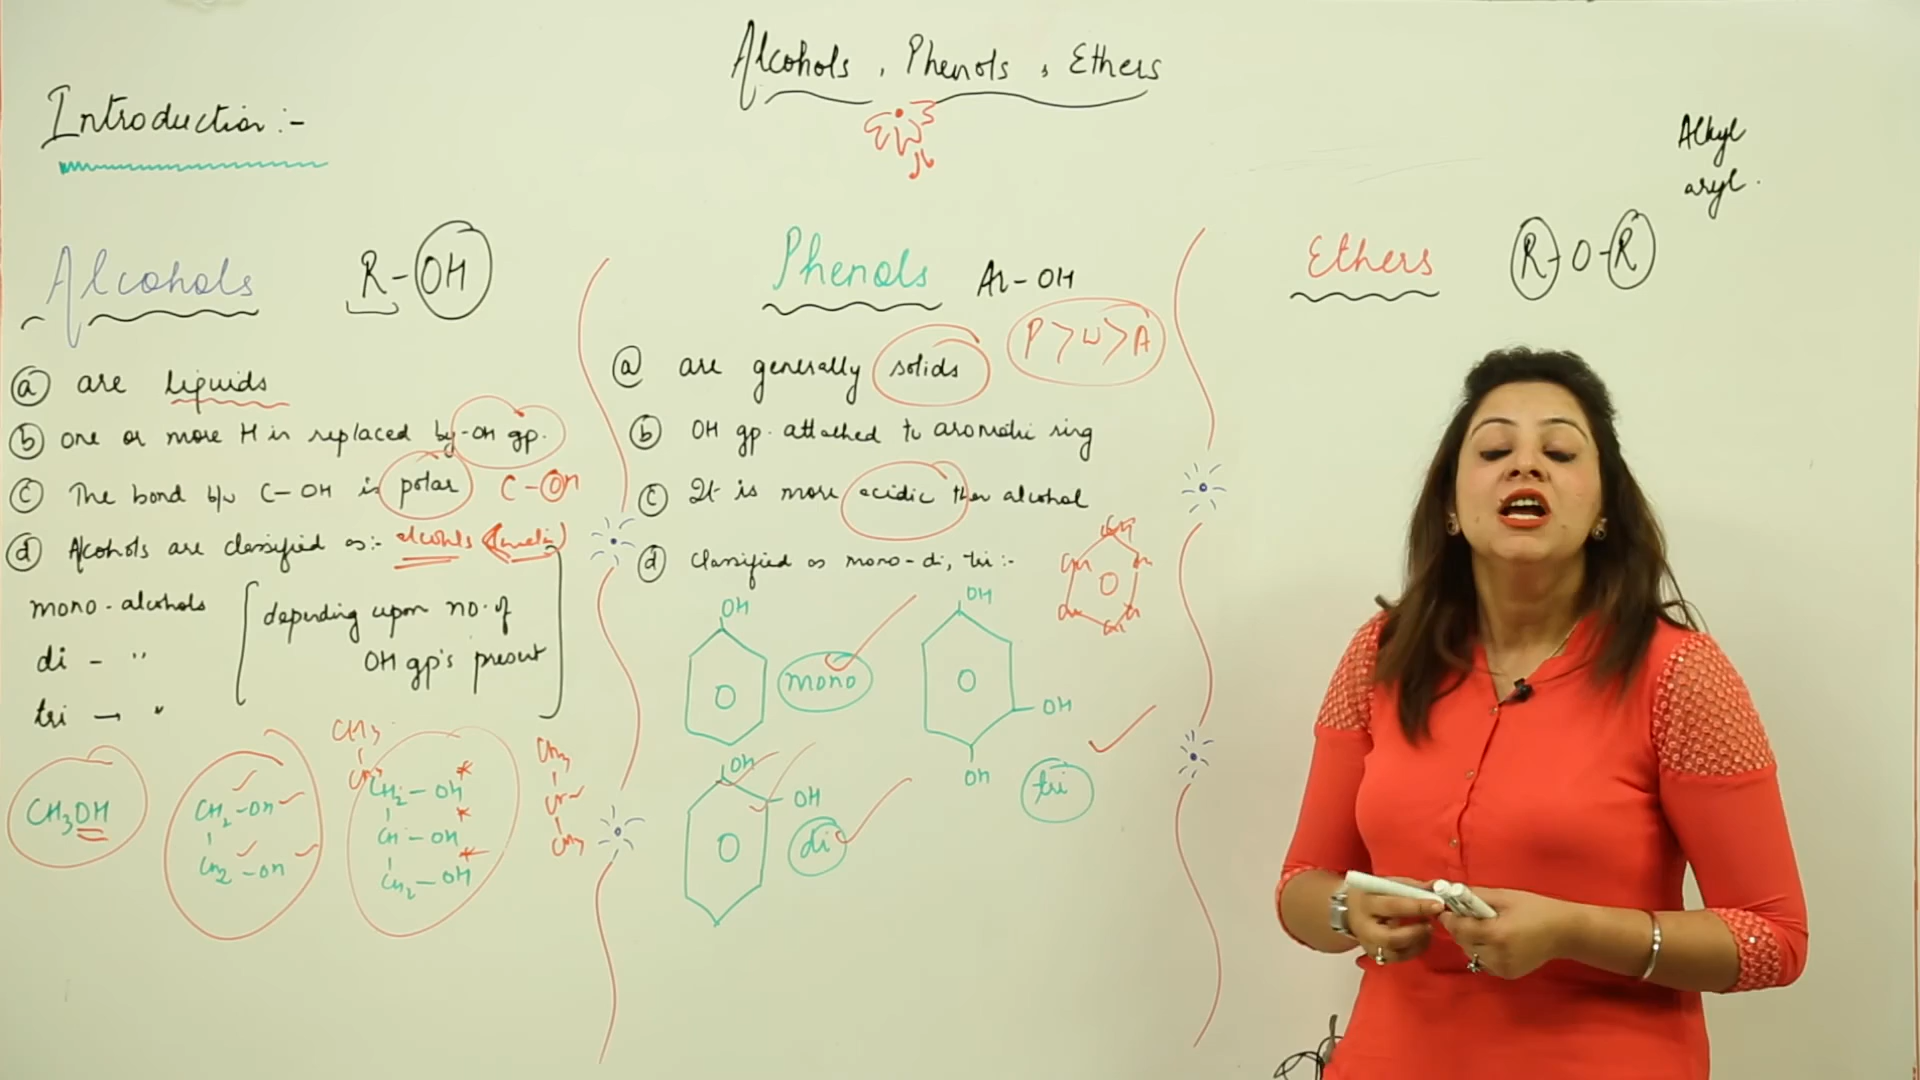 Alcohols, Phenols, Ethers
Introduction :-
Alkyl
aryl.
Alcohols R-OH
(a) are liquids
(b) one or more H is replaced by -OH gp.
(c) The bond b/w C-OH is polar C-OH
(d) Alcohols are classified as:- alcohols
mono-alcohols
di - "
tri - "
[depending upon no. of
OH gp's present]
CH3OH
CH2-OH
CH2-OH
CH3
CH3
CH2-OH*
CH-OH*
CH2-OH*
CH3
CH3
Phenols Ar-OH
P>W>A
(a) are generally solids
(b) OH gp. attached to aromatic ring
(c) It is more acidic then alcohol
(d) Classified as mono-di, tri:-
OH
mono
OH
OH
OH
tri
OH
OH
di
Ethers R-O-R